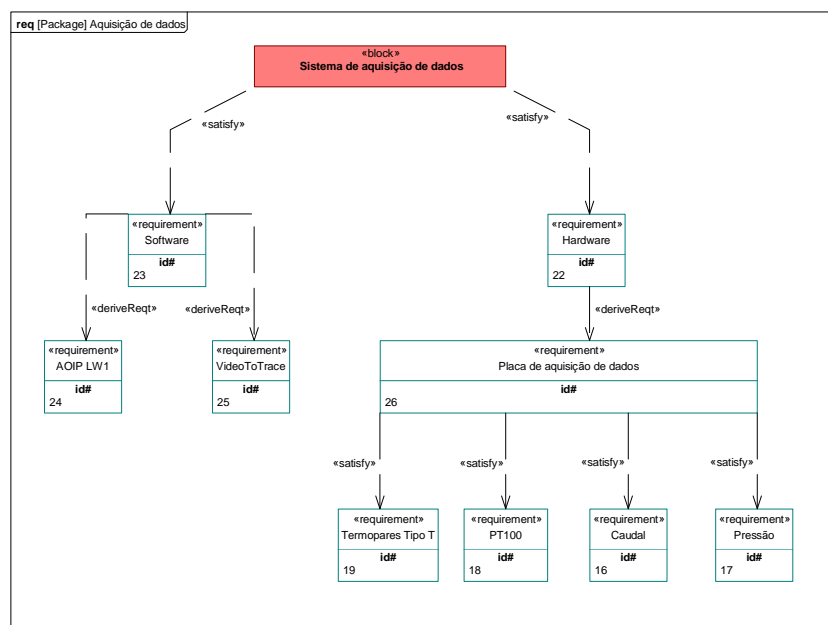 req [Package] Aquisição de dados
«block»
Sistema de aquisição de dados
«satisfy»
«satisfy»
«requirement»
Software
id#
23
«requirement»
Hardware
id#
22
«deriveReqt»
«deriveReqt»
«deriveReqt»
«requirement»
AOIP LW1
id#
24
«requirement»
VideoToTrace
id#
25
«requirement»
Placa de aquisição de dados
id#
26
«satisfy»
«satisfy»
«satisfy»
«satisfy»
«requirement»
Termopares Tipo T
id#
19
«requirement»
PT100
id#
18
«requirement»
Caudal
id#
16
«requirement»
Pressão
id#
17